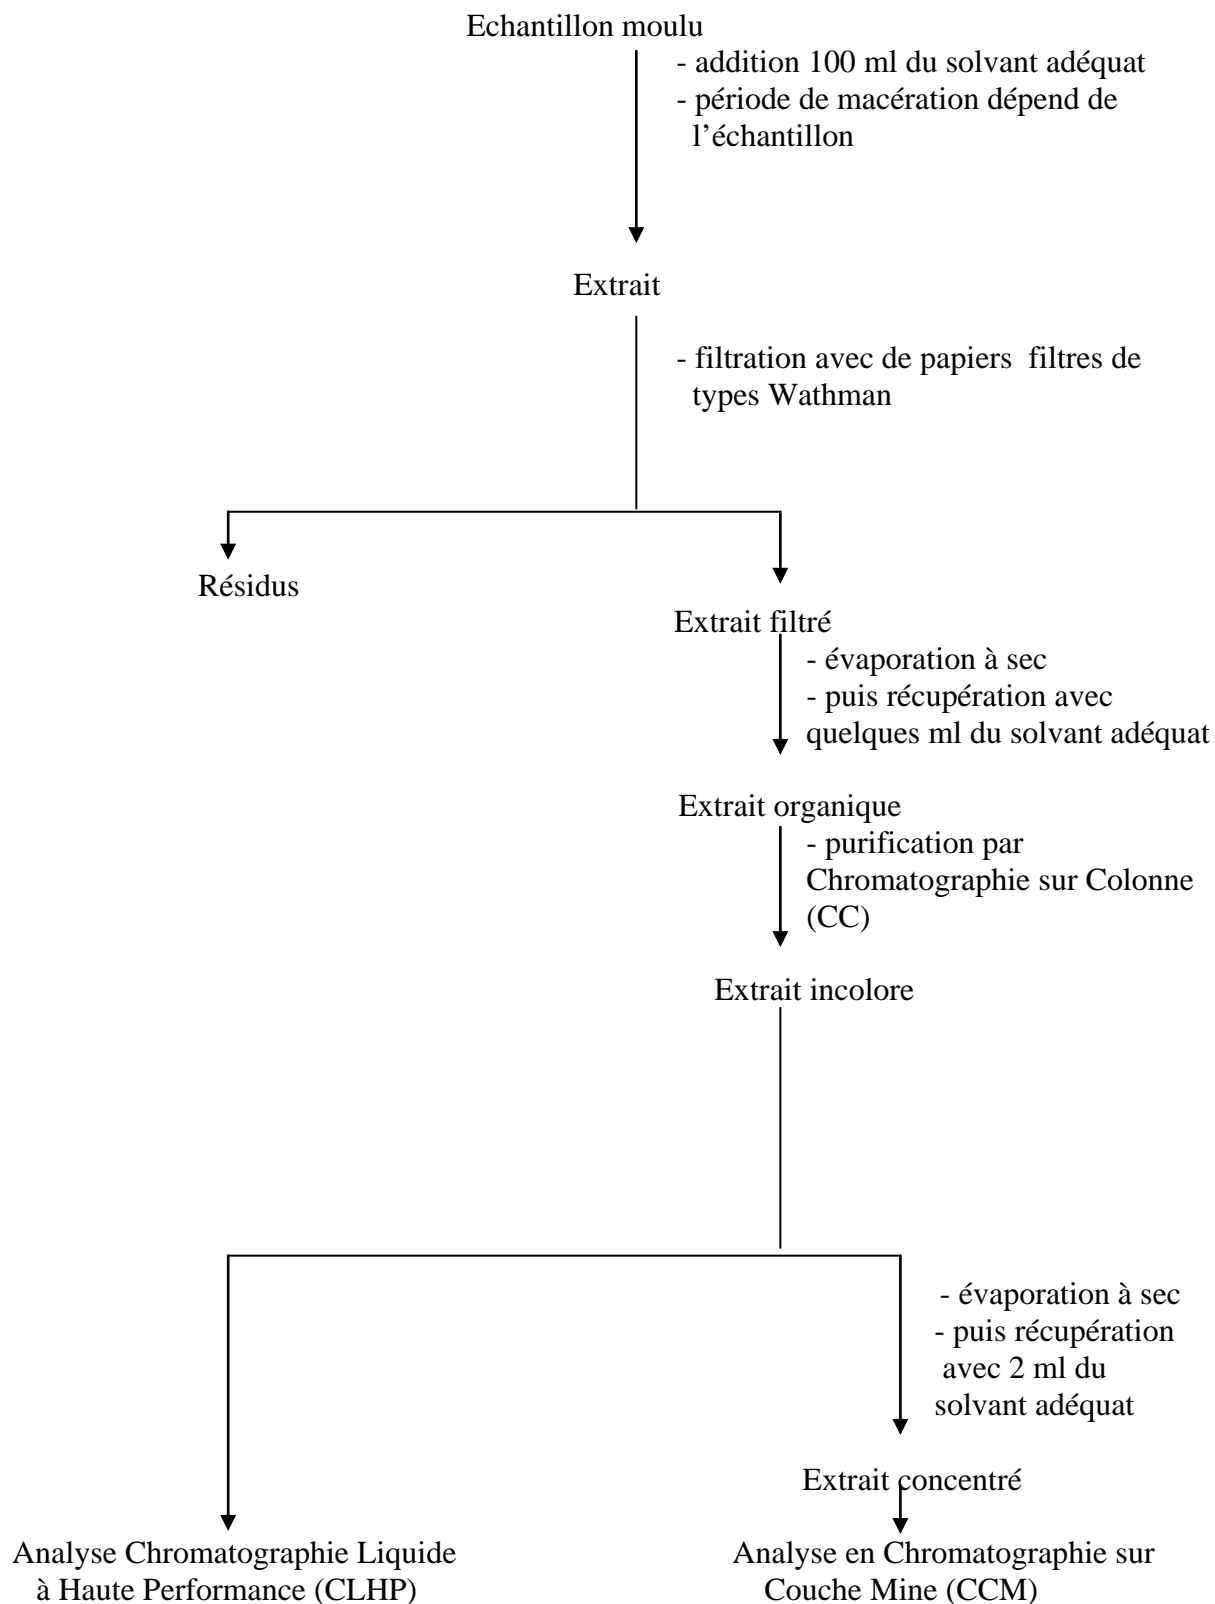 Echantillon moulu
- addition 100 ml du solvant adéquat
- période de macération dépend de
l’échantillon
Extrait
- filtration avec de papiers filtres de
types Wathman
Résidus
Extrait filtré
- évaporation à sec
- puis récupération avec
quelques ml du solvant adéquat
Extrait organique
- purification par
Chromatographie sur Colonne
(CC)
Extrait incolore
- évaporation à sec
- puis récupération
avec 2 ml du
solvant adéquat
Extrait concentré
Analyse Chromatographie Liquide
à Haute Performance (CLHP)
Analyse en Chromatographie sur
Couche Mine (CCM)